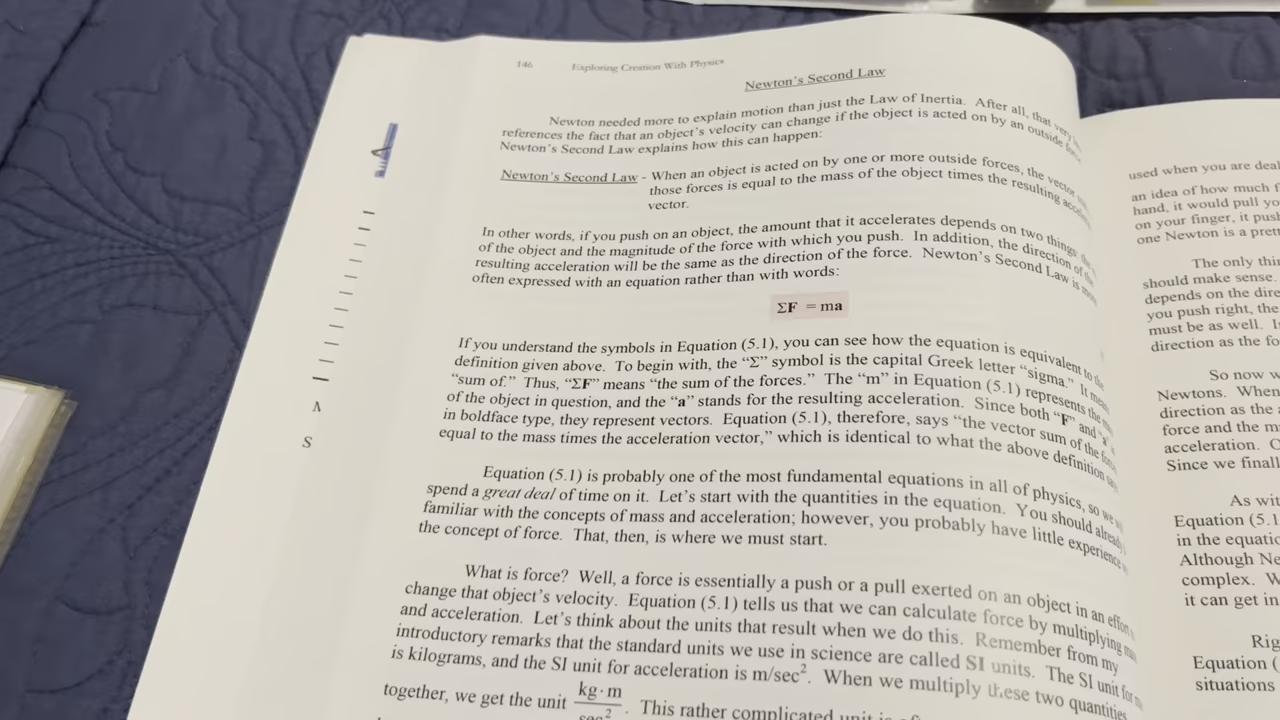 146 Exploring Creation With Physics
Newton's Second Law
Newton needed more to explain motion than just the Law of Inertia. After all, that very
references the fact that an object's velocity can change if the object is acted on by an outside force
Newton's Second Law explains how this can happen:
Newton's Second Law - When an object is acted on by one or more outside forces, the vector
those forces is equal to the mass of the object times the resulting
vector.
In other words, if you push on an object, the amount that it accelerates depends on two things: the
of the object and the magnitude of the force with which you push. In addition, the direction of the
resulting acceleration will be the same as the direction of the force. Newton's Second Law is
often expressed with an equation rather than with words:
ΣF = ma
If you understand the symbols in Equation (5.1), you can see how the equation is equivalent to the
definition given above. To begin with, the "Σ" symbol is the capital Greek letter "sigma." It
"sum of." Thus, "ΣF" means "the sum of the forces." The "m" in Equation (5.1) represents the
of the object in question, and the "a" stands for the resulting acceleration. Since both "F" and "a"
in boldface type, they represent vectors. Equation (5.1), therefore, says "the vector sum of the
equal to the mass times the acceleration vector," which is identical to what the above definition
Equation (5.1) is probably one of the most fundamental equations in all of physics, so we
spend a great deal of time on it. Let's start with the quantities in the equation. You should
familiar with the concepts of mass and acceleration; however, you probably have little experience
the concept of force. That, then, is where we must start.
What is force? Well, a force is essentially a push or a pull exerted on an object in an
change that object's velocity. Equation (5.1) tells us that we can calculate force by multiplying
and acceleration. Let's think about the units that result when we do this. Remember from my
introductory remarks that the standard units we use in science are called SI units. The SI unit for
is kilograms, and the SI unit for acceleration is m/sec². When we multiply these two quantities
together, we get the unit kg·m/sec². This rather complicated unit is
used when you are
an idea of how much
hand, it would pull
on your finger, it
one Newton is a
The only
should make sense.
depends on the
you push right, the
must be as well.
direction as the
So now
Newtons. When
direction as the
force and the
acceleration.
Since we
As
Equation (5.1
in the
Although
complex.
it can get in
Equation (
situations